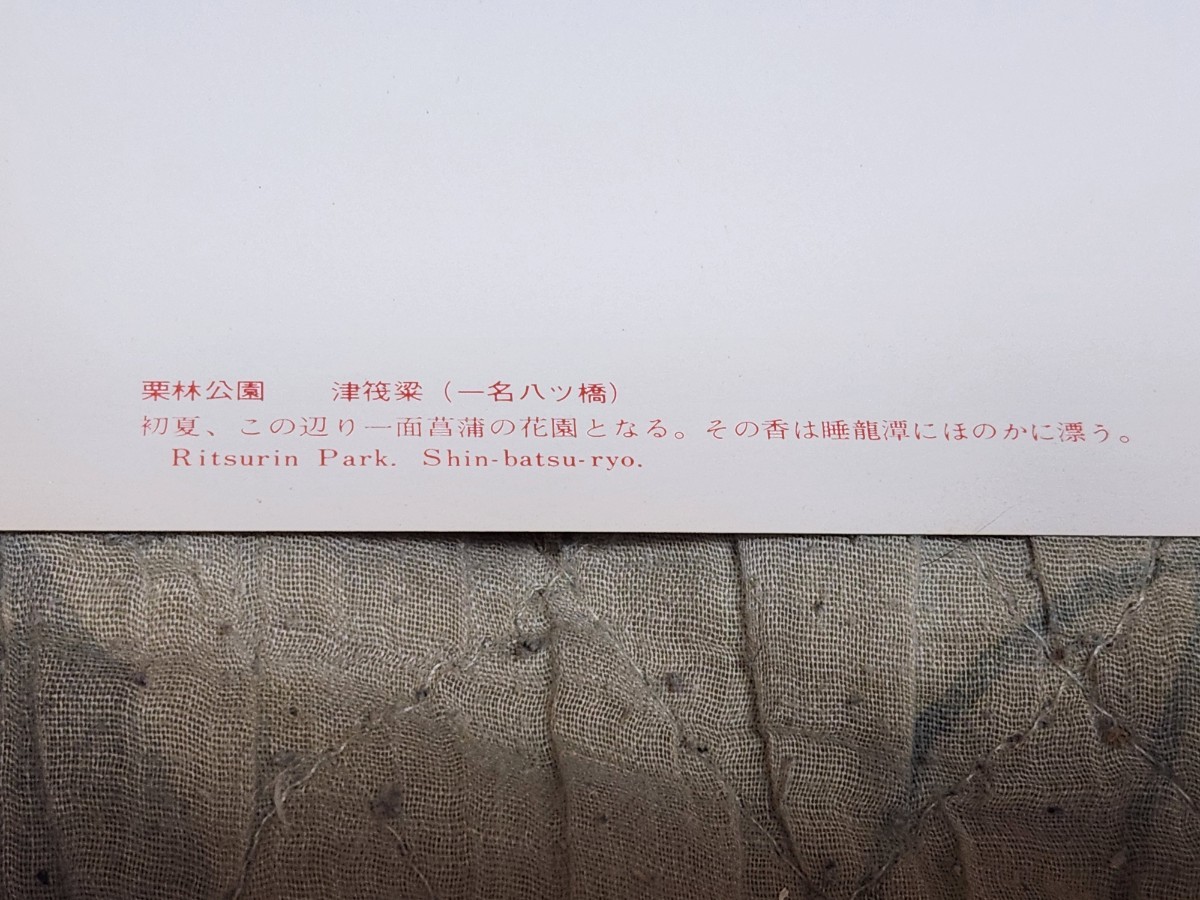 栗林公園　　津筏梁（一名八ツ橋）
初夏、この辺り一面菖蒲の花園となる。その香は睡龍潭にほのかに漂う。
Ritsurin Park. Shin-batsu-ryo.